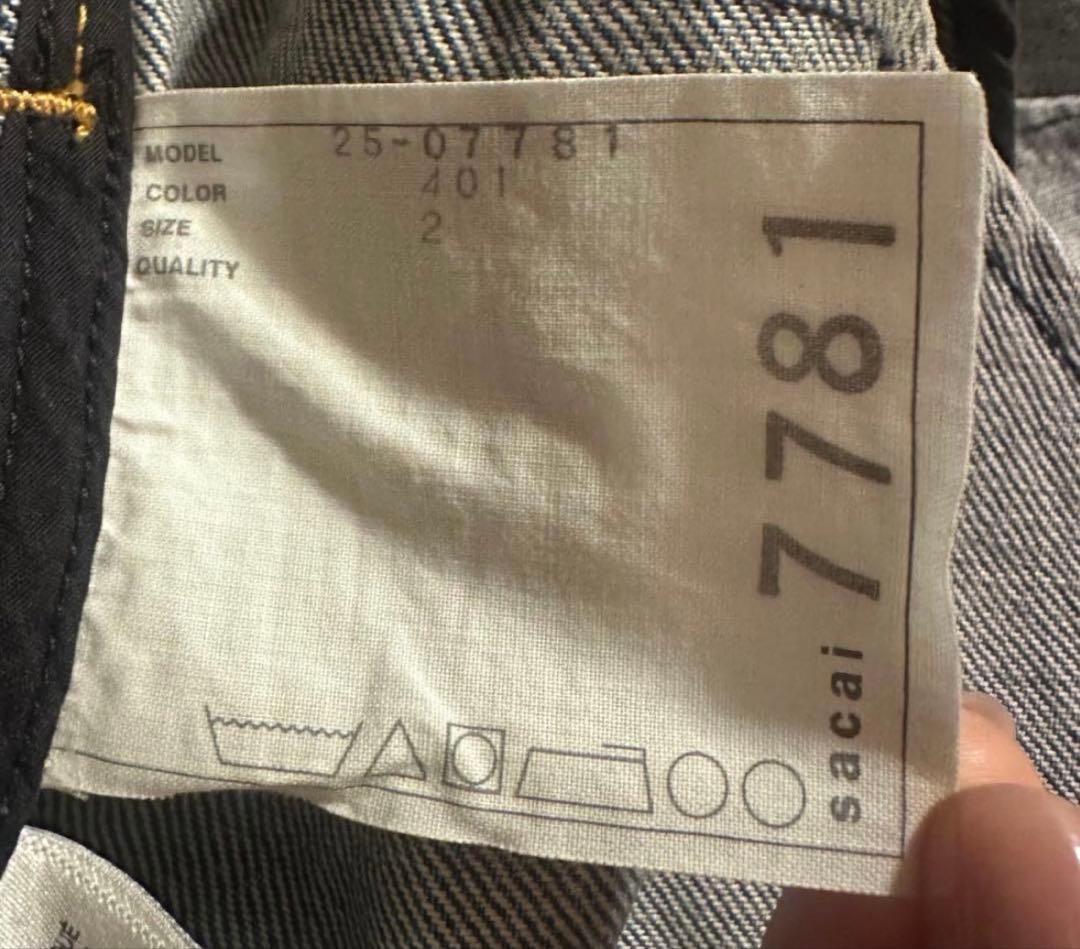 MODEL 25-07781
COLOR 401
SIZE 2
QUALITY
sacai 7781